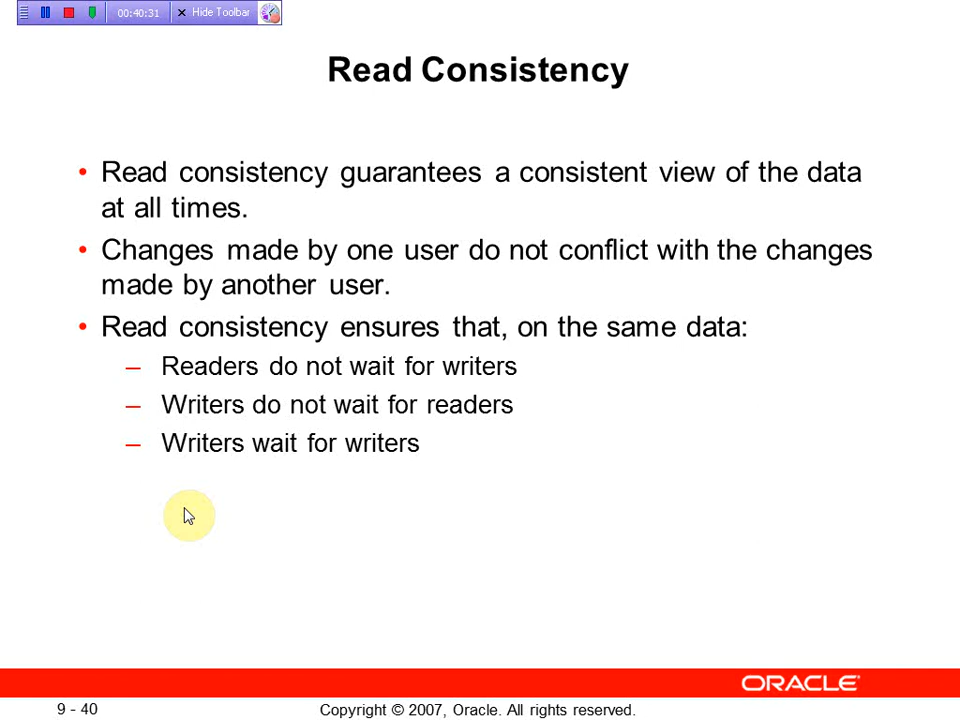 00:40:31 × Hide Toolbar
Read Consistency
• Read consistency guarantees a consistent view of the data
at all times.
• Changes made by one user do not conflict with the changes
made by another user.
• Read consistency ensures that, on the same data:
– Readers do not wait for writers
– Writers do not wait for readers
– Writers wait for writers
ORACLE
9 - 40
Copyright © 2007, Oracle. All rights reserved.